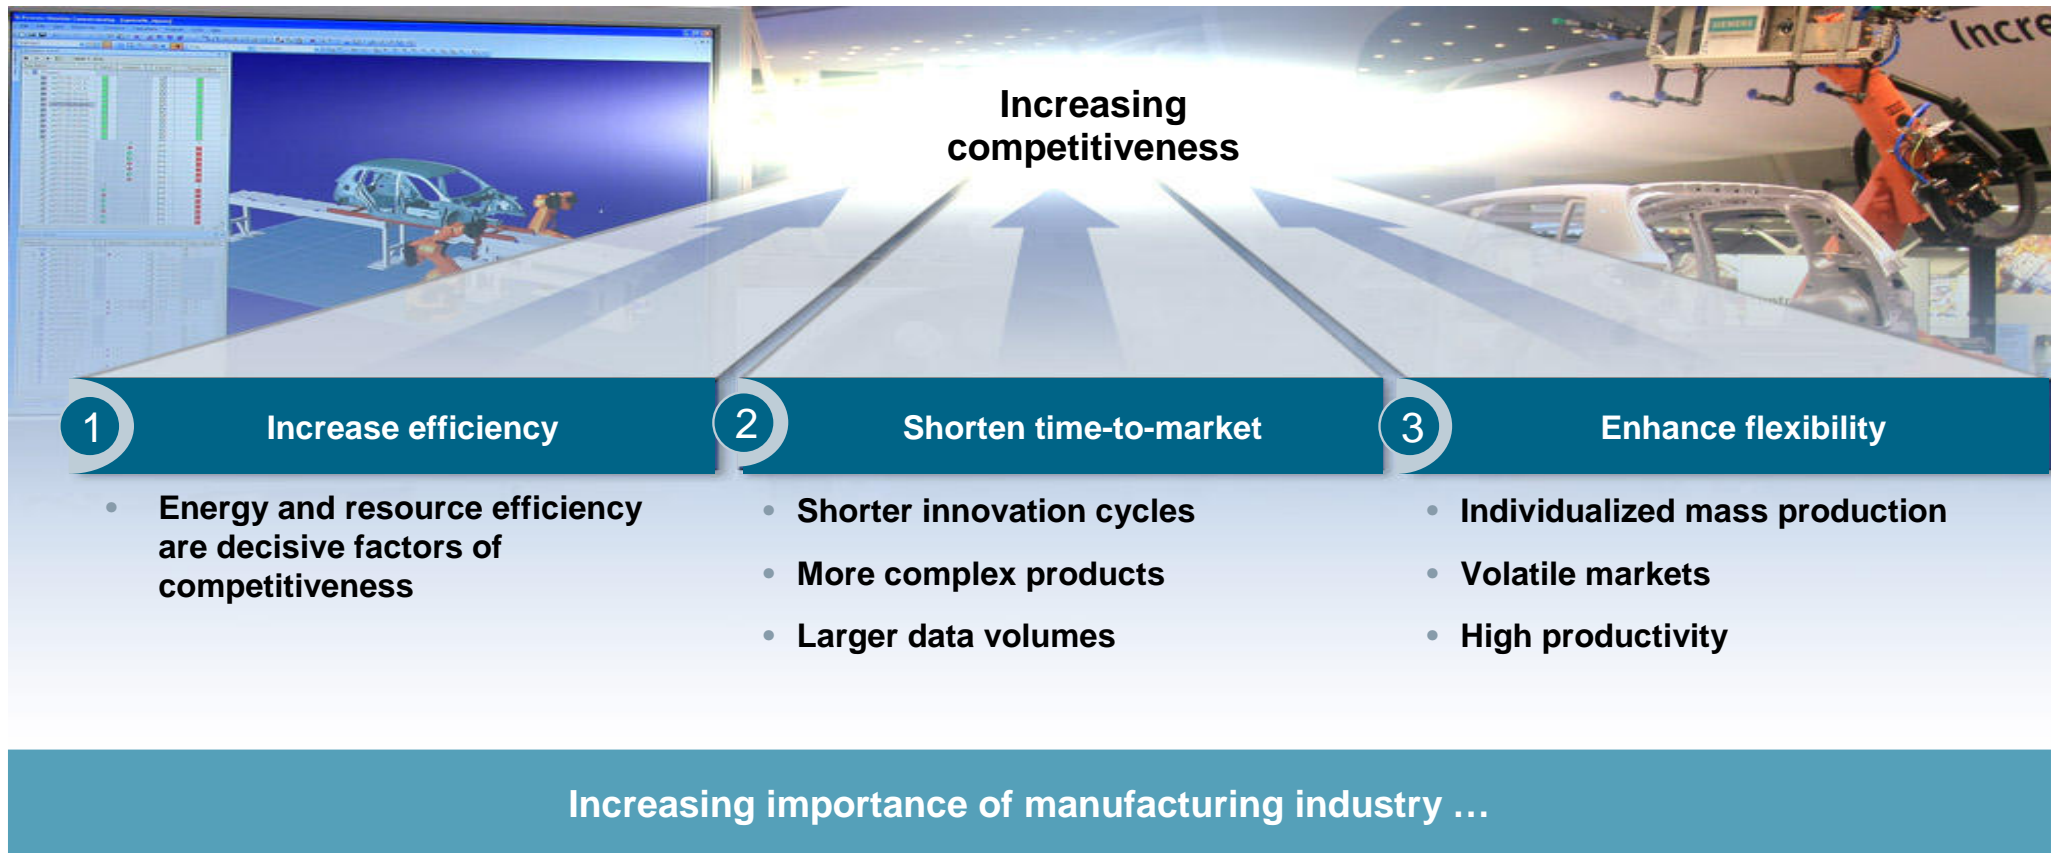 Incre
SIEMENS
Increasing
competitiveness
1
Increase efficiency
2
Shorten time-to-market
3
Enhance flexibility
• Energy and resource efficiency
are decisive factors of
competitiveness
• Shorter innovation cycles
• More complex products
• Larger data volumes
• Individualized mass production
• Volatile markets
• High productivity
Increasing importance of manufacturing industry …